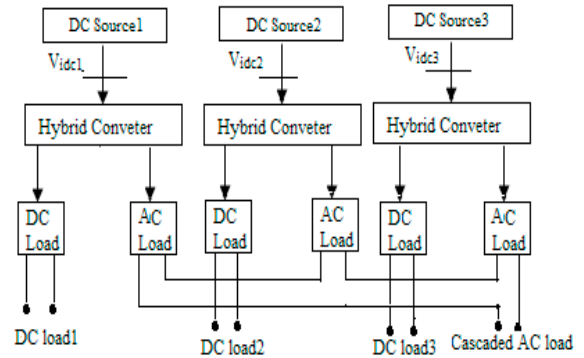 DC Source1
DC Source2
DC Source3
Vidc1
Vidc2
Vidc3
Hybrid Conveter
Hybrid Conveter
Hybrid Conveter
DC
Load
AC
Load
DC
Load
AC
Load
DC
Load
AC
Load
DC load1
DC load2
DC load3
Cascaded AC load